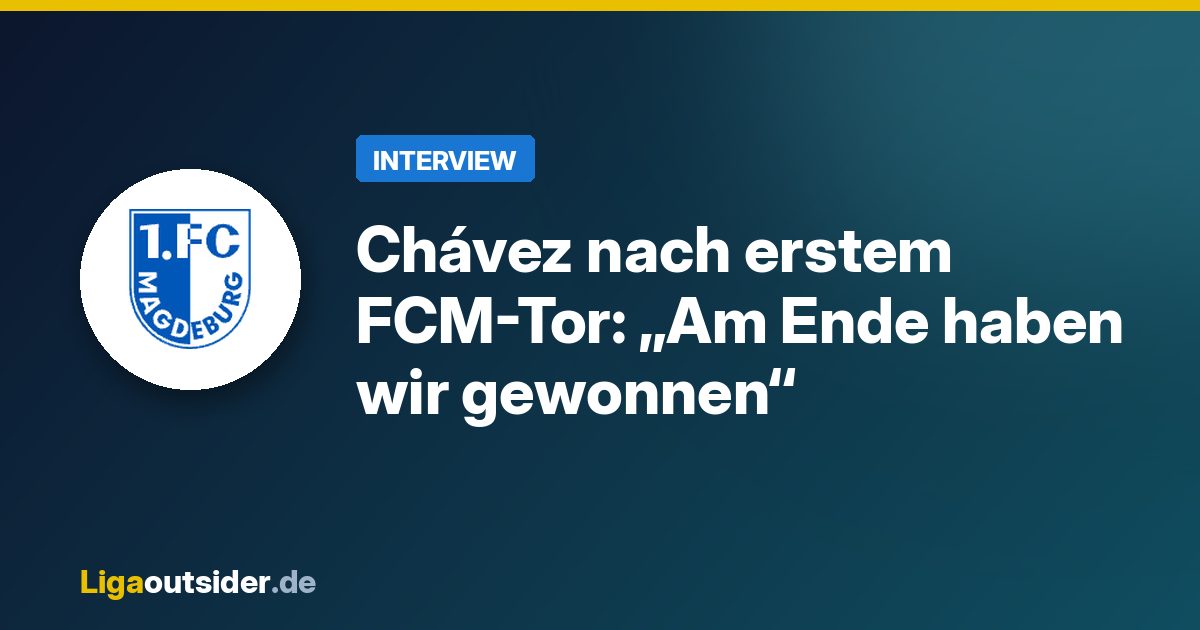 1.FC
MAGDEBURG
INTERVIEW
Chávez nach erstem
FCM-Tor: „Am Ende haben
wir gewonnen“
Ligaoutsider.de